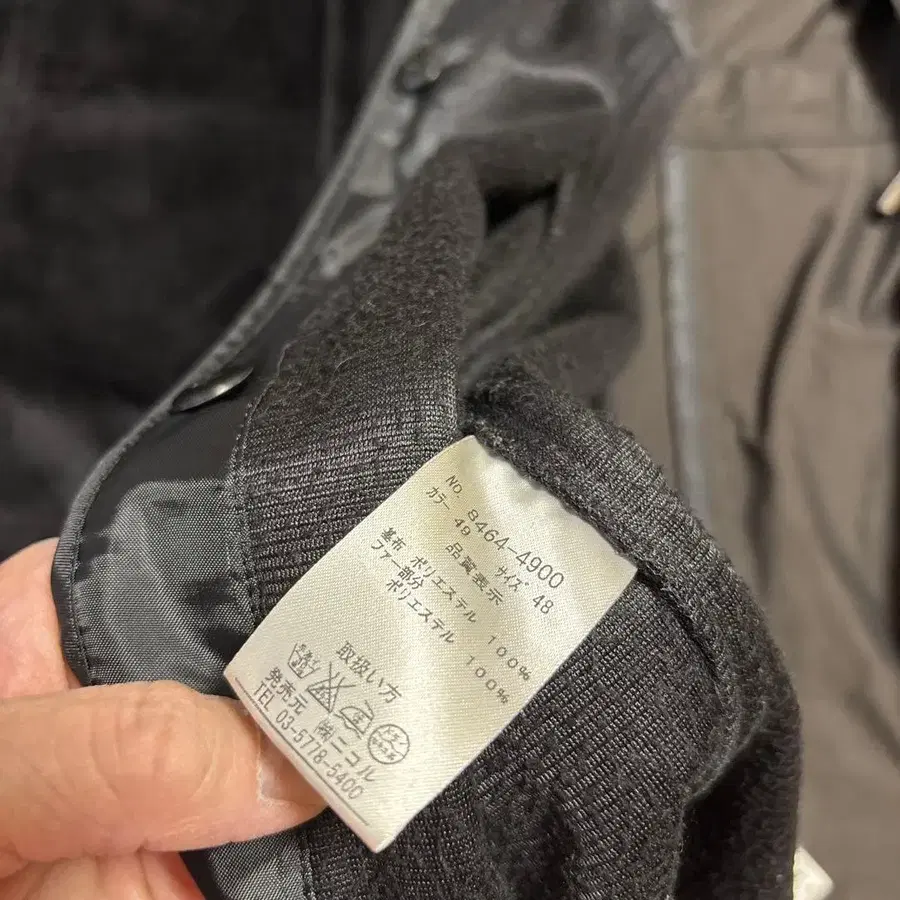 NO. 8464-4900
カラー 49 サイズ 48
品質表示
基布 ポリエステル 100%
ファー部分
ポリエステル 100%
取扱い方
発売元 ㈱ニコル
TEL 03-5778-5400